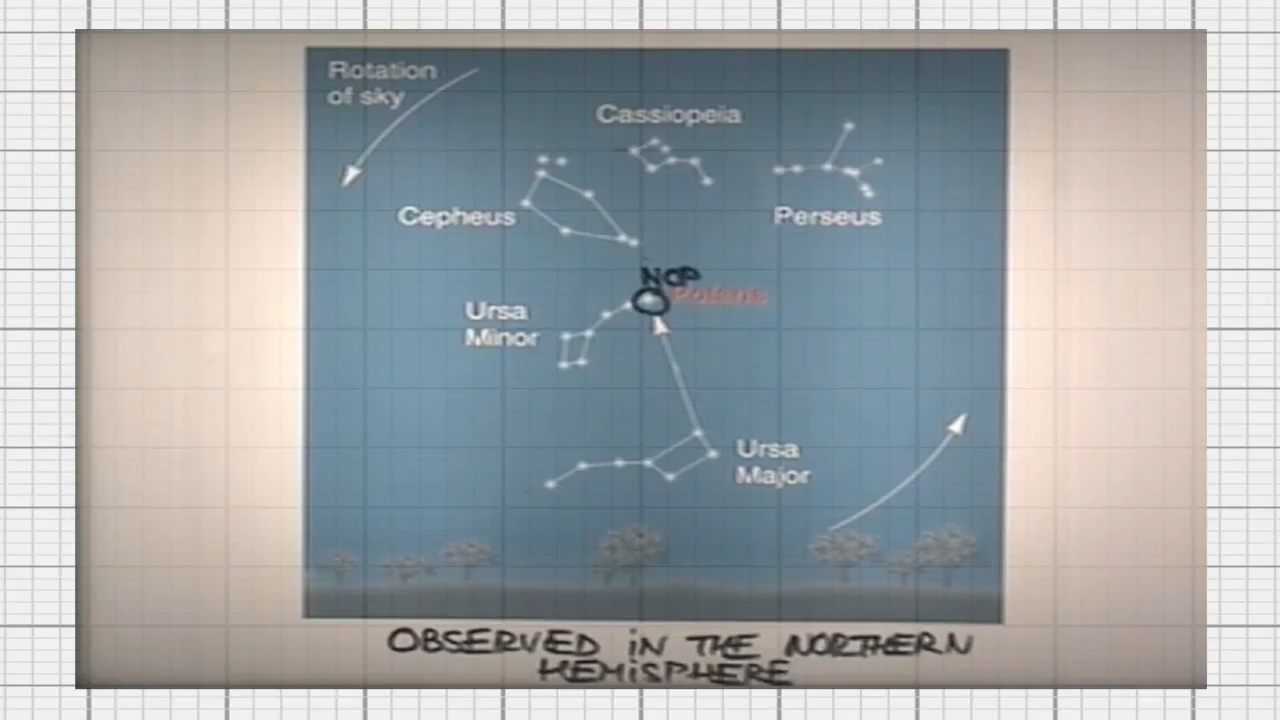 Rotation
of sky
Cassiopeia
Cepheus
Perseus
NCP
Polaris
Ursa
Minor
Ursa
Major
OBSERVED IN THE NORTHERN
HEMISPHERE